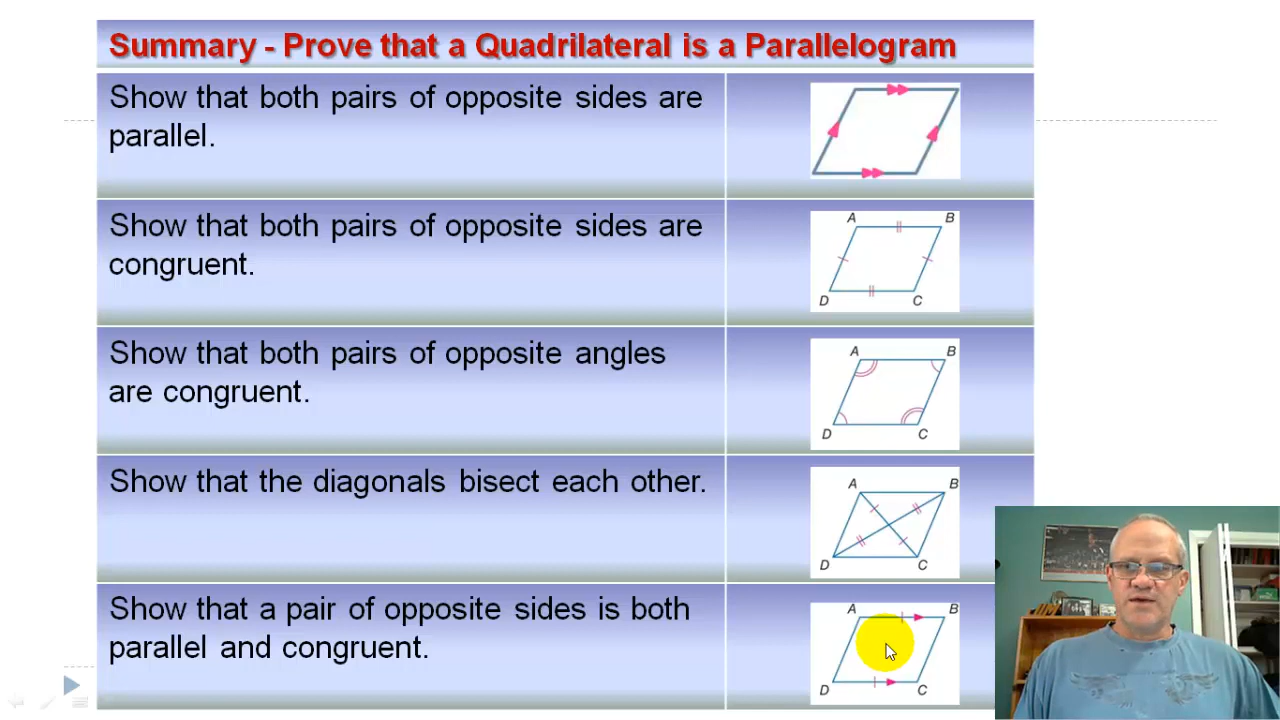 Summary - Prove that a Quadrilateral is a Parallelogram
Show that both pairs of opposite sides are
parallel.
Show that both pairs of opposite sides are
congruent.
A B
D C
Show that both pairs of opposite angles
are congruent.
A B
D C
Show that the diagonals bisect each other.
A B
D C
Show that a pair of opposite sides is both
parallel and congruent.
A B
D C